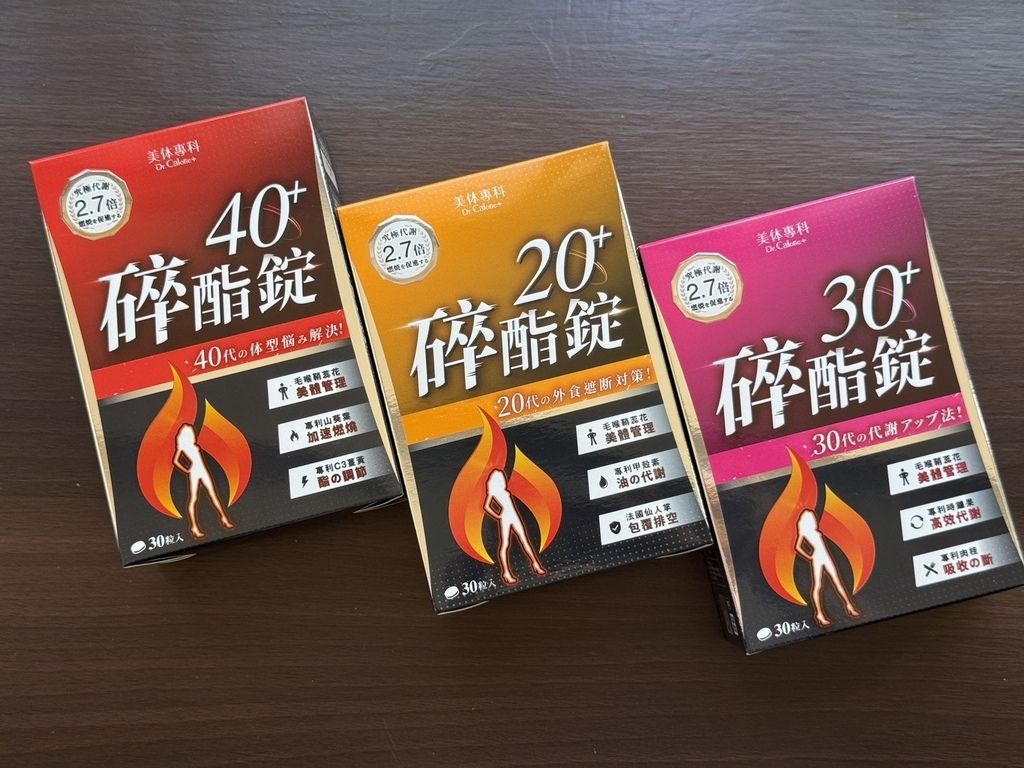 美体專科
Dr. Calorie+
究極代謝
2.7倍
燃焼を促進する
40+
碎酯錠
40代の体型悩み解決!
毛喉鞘蕊花
美體管理
專利山葵葉
加速燃燒
專利C3薑黃
酯の調節
30粒入
美体專科
Dr. Calorie+
究極代謝
2.7倍
燃焼を促進する
20+
碎酯錠
20代の外食遮断対策!
毛喉鞘蕊花
美體管理
專利甲殼素
油の代謝
法國仙人掌
包覆排空
30粒入
美体專科
Dr. Calorie+
究極代謝
2.7倍
燃焼を促進する
30+
碎酯錠
30代の代謝アップ法!
毛喉鞘蕊花
美體管理
專利時鐘果
高效代謝
專利肉桂
吸收の斷
30粒入